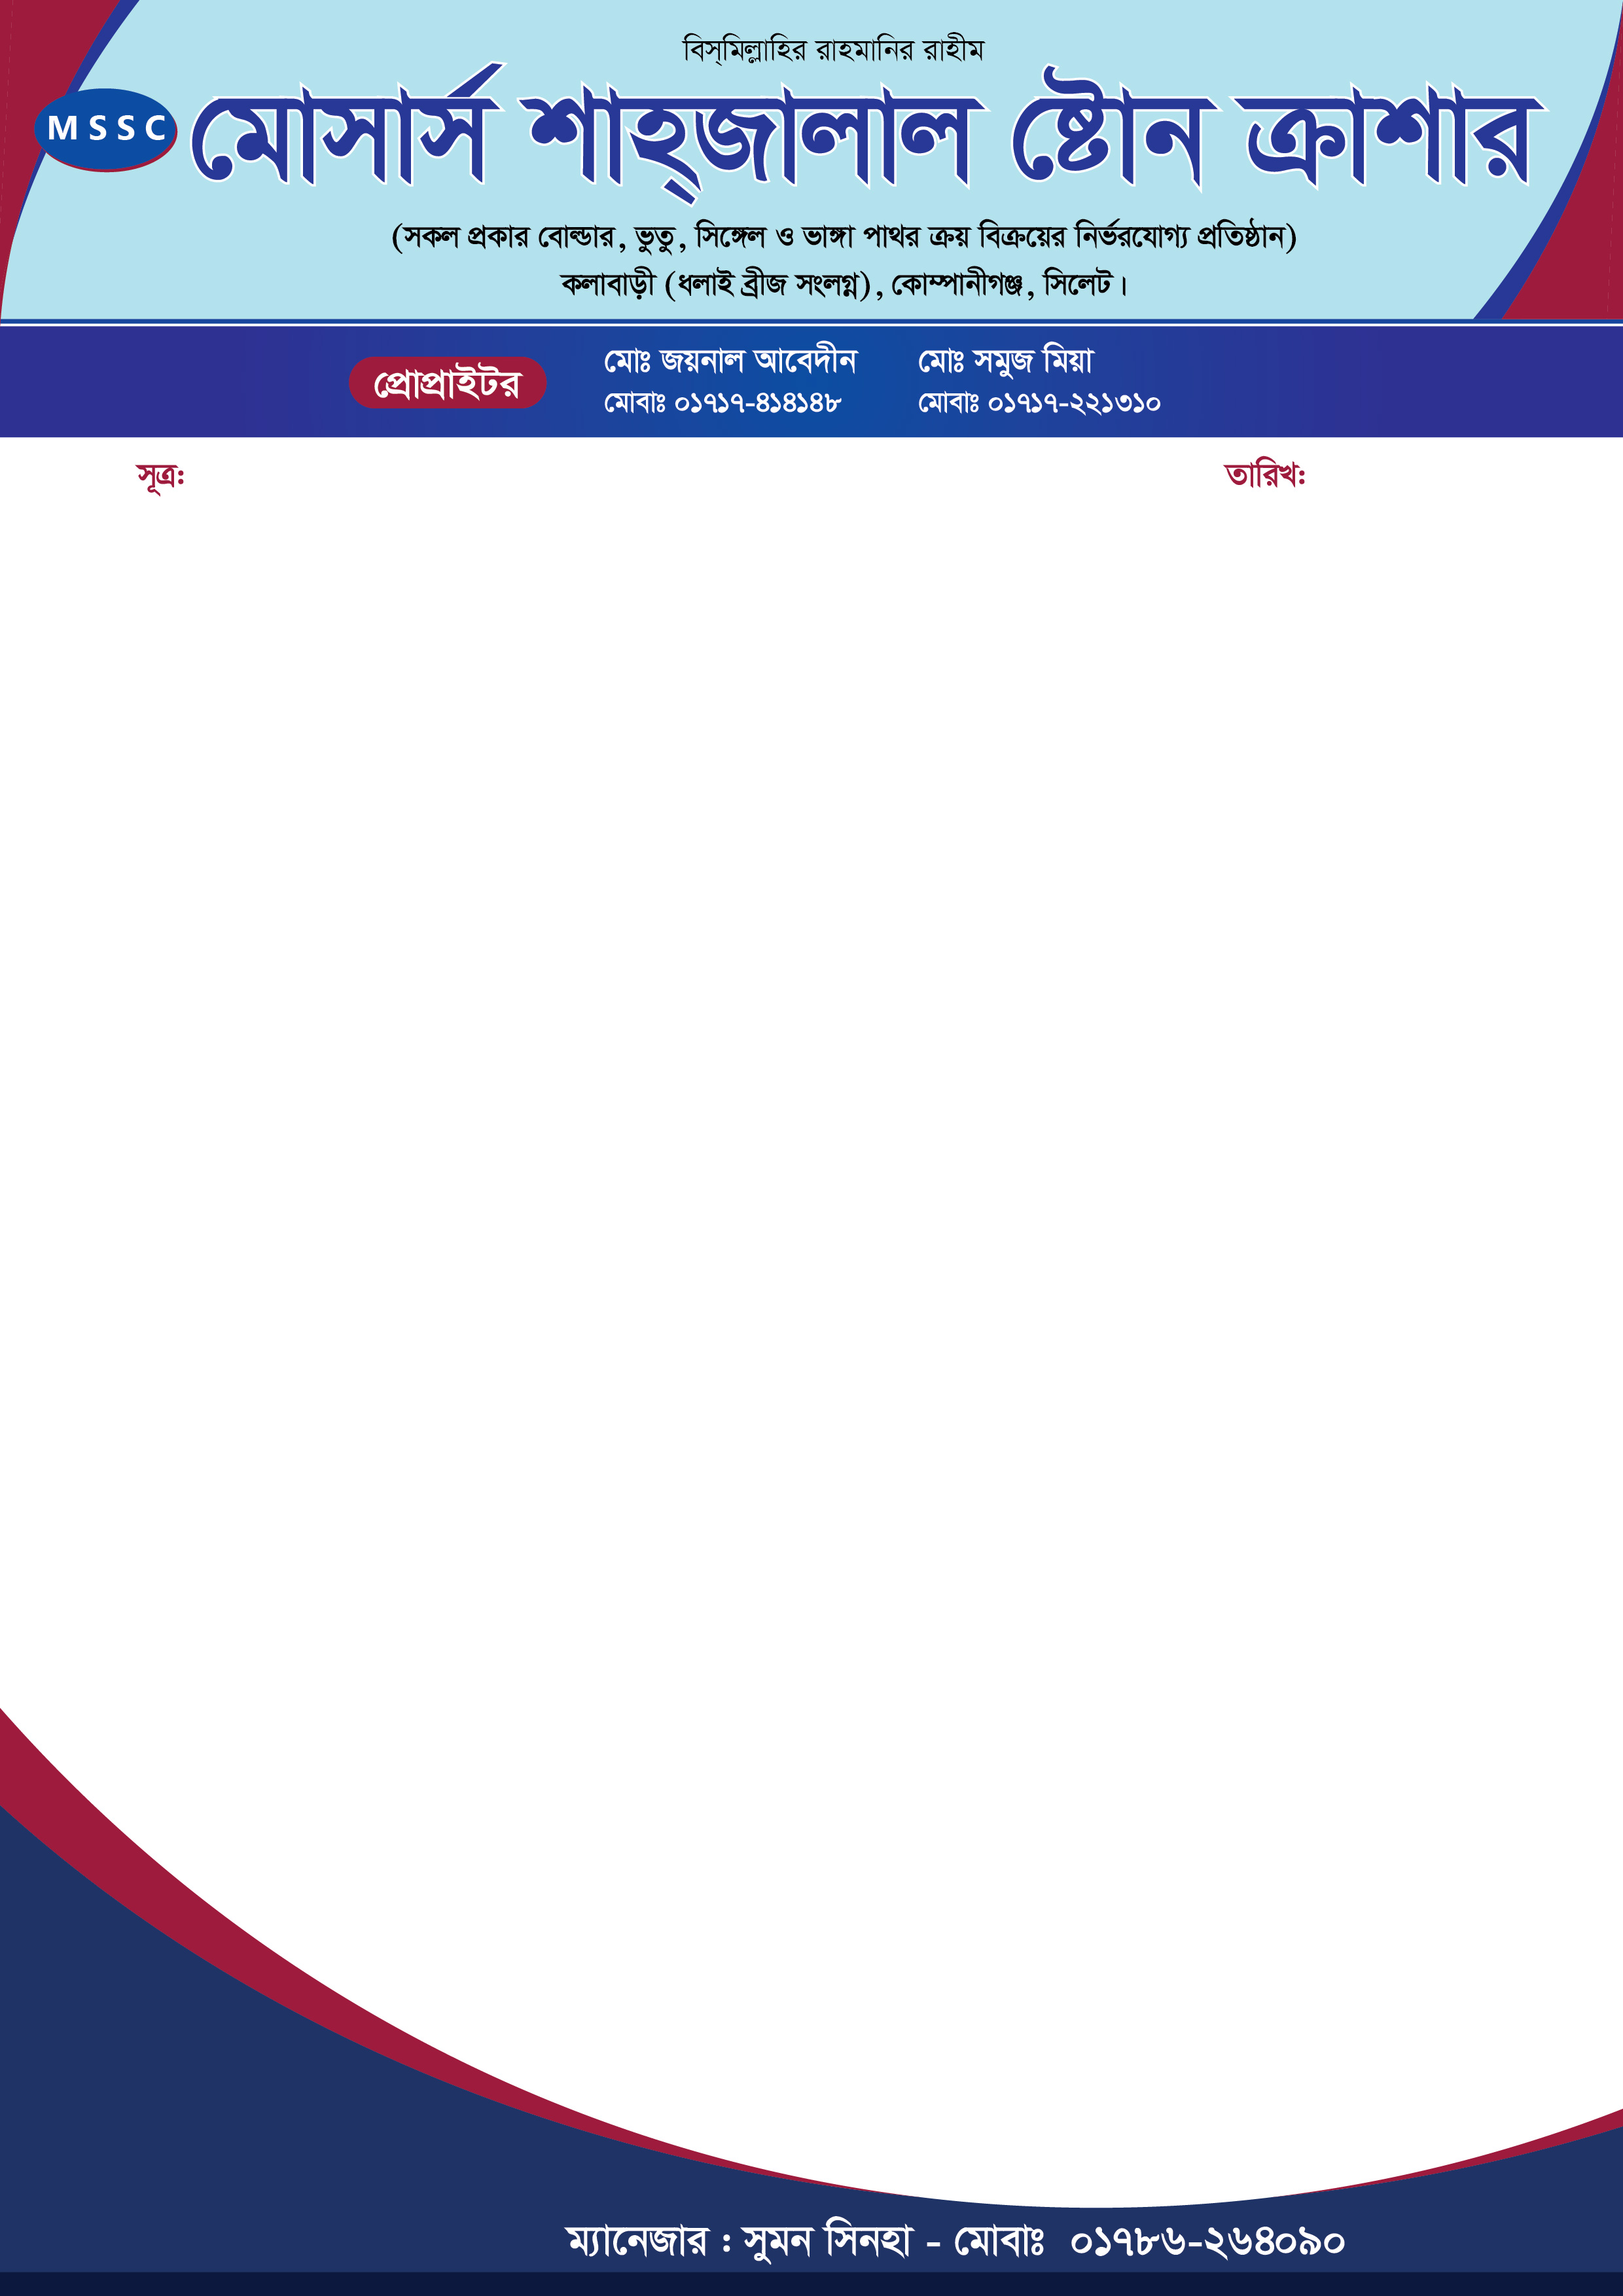 বিস্‌মিল্লাহির রাহমানির রাহীম
MSSC মোসার্স শাহ্‌জালাল ষ্টোন ক্রাশার
(সকল প্রকার বোল্ডার, ভুতু, সিঙ্গেল ও ভাঙ্গা পাথর ক্রয় বিক্রয়ের নির্ভরযোগ্য প্রতিষ্ঠান)
কলাবাড়ী (ধলাই ব্রীজ সংলগ্ন), কোম্পানীগঞ্জ, সিলেট।
প্রোপ্রাইটর
মোঃ জয়নাল আবেদীন
মোবাঃ ০১৭১৭-৪১৪১৪৮
মোঃ সমুজ মিয়া
মোবাঃ ০১৭১৭-২২১৩১০
সূত্র:
তারিখ:
ম্যানেজার : সুমন সিনহা - মোবাঃ ০১৭৮৬-২৬৪০৯০